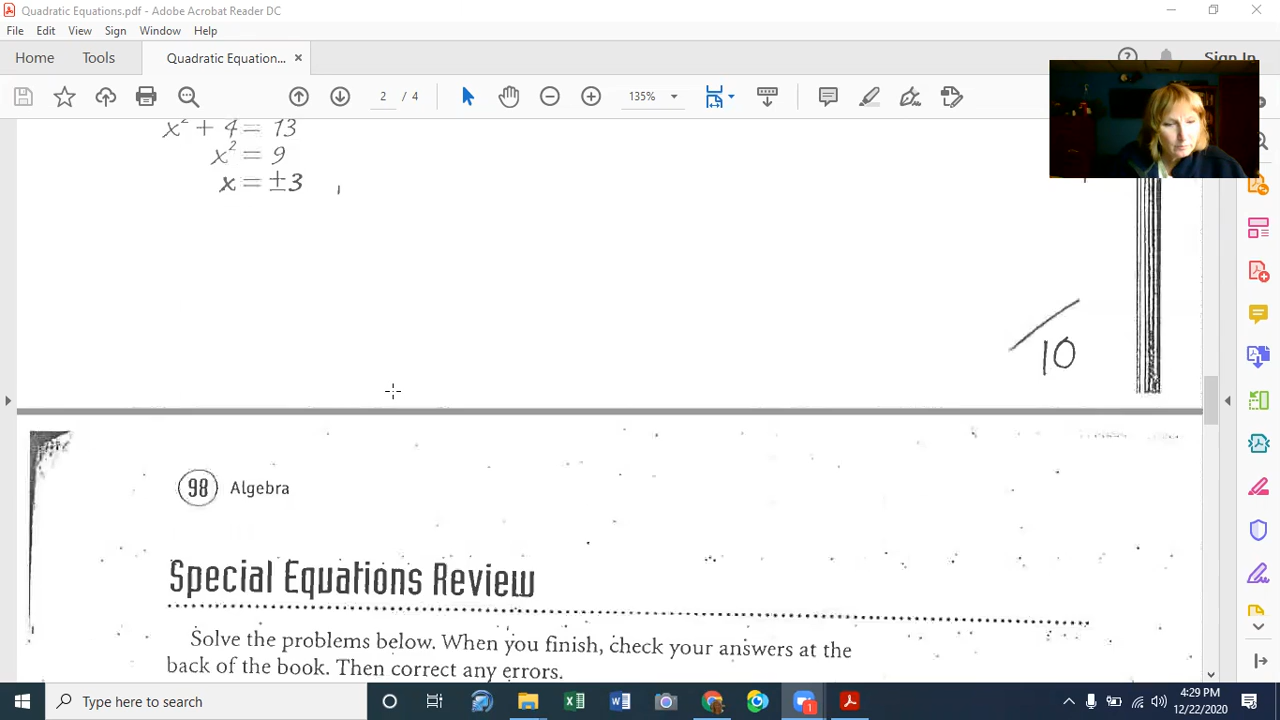 Quadratic Equations.pdf - Adobe Acrobat Reader DC
File Edit View Sign Window Help
Home Tools Quadratic Equation... × Sign In
2 / 4 135%
x² + 4 = 13
x² = 9
x = ±3
/10
98 Algebra
Special Equations Review
Solve the problems below. When you finish, check your answers at the
back of the book. Then correct any errors.
Type here to search
4:29 PM
12/22/2020